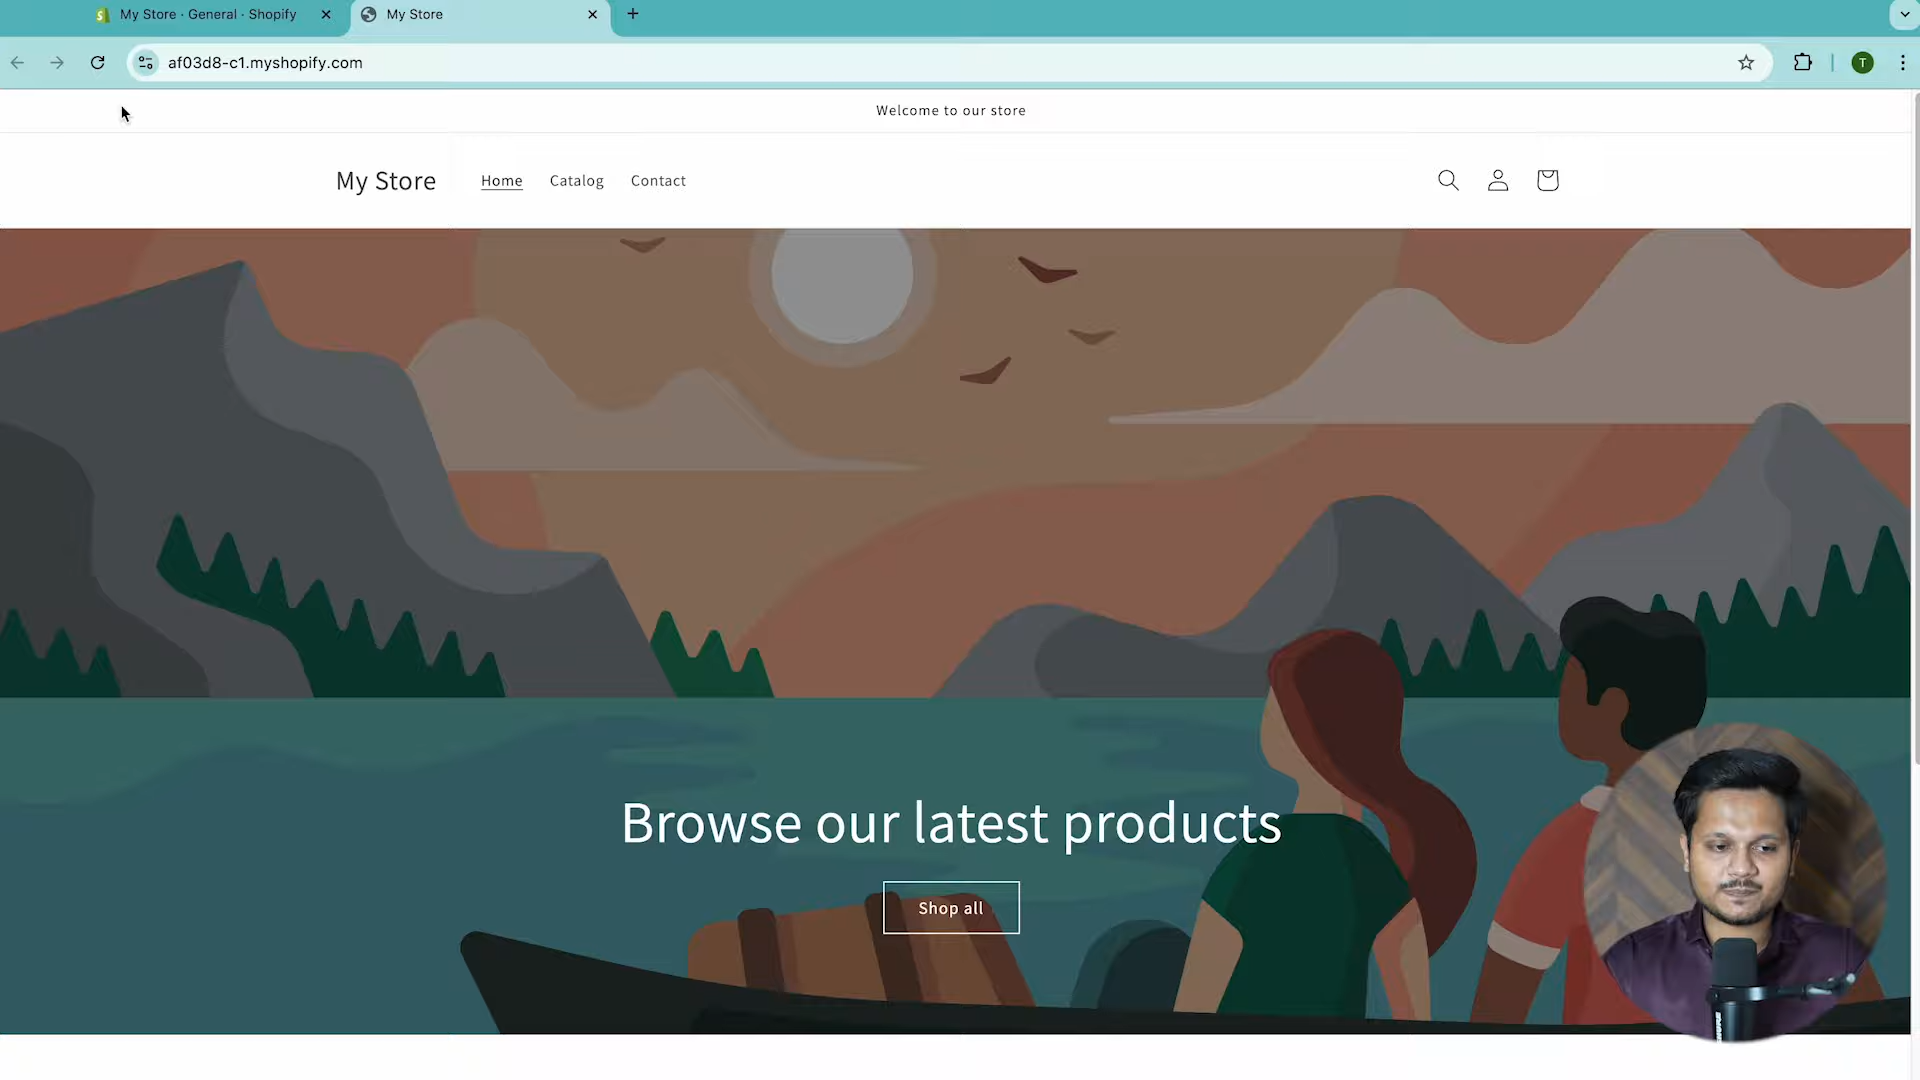 My Store · General · Shopify
My Store
af03d8-c1.myshopify.com
T
Welcome to our store
My Store
Home
Catalog
Contact
Browse our latest products
Shop all